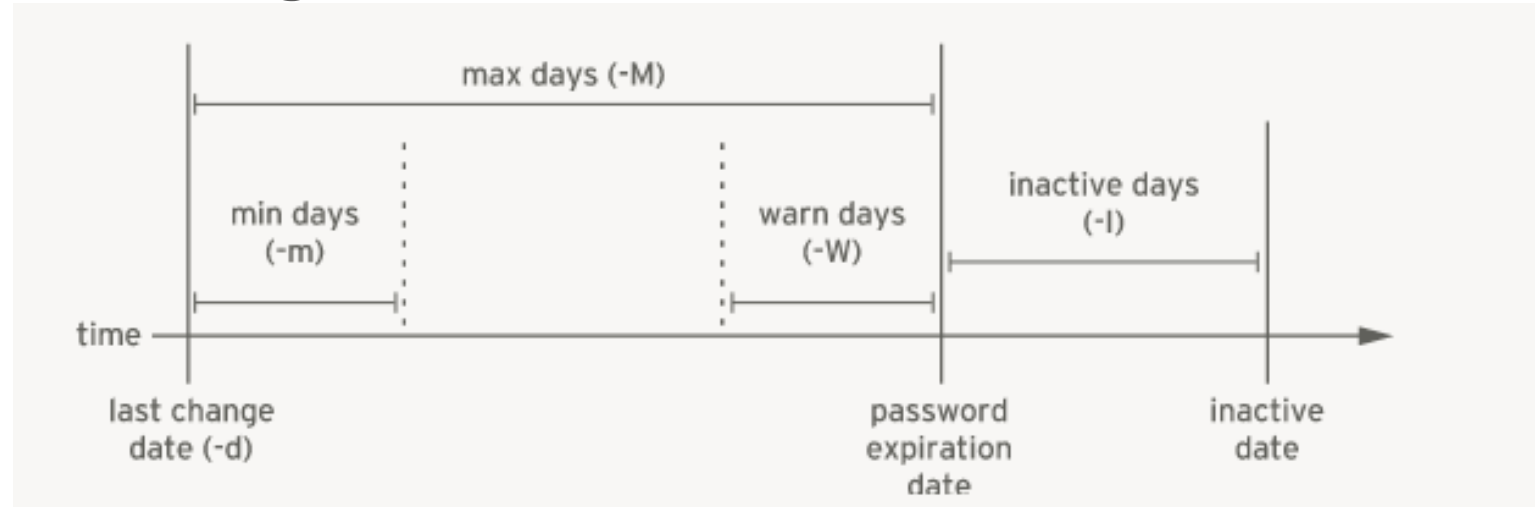 max days (-M)
min days
(-m)
warn days
(-W)
inactive days
(-I)
time
last change
date (-d)
password
expiration
date
inactive
date